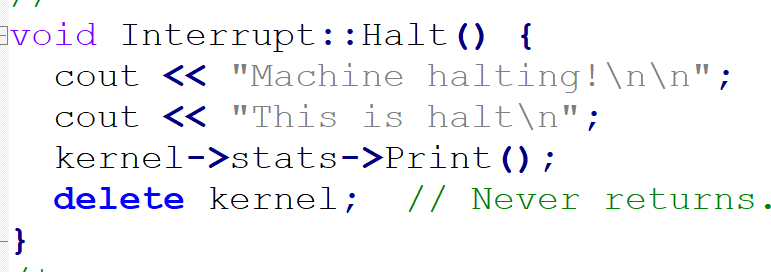 //
void Interrupt::Halt() {
  cout << "Machine halting!\n\n";
  cout << "This is halt\n";
  kernel->stats->Print();
  delete kernel;  // Never returns.
}